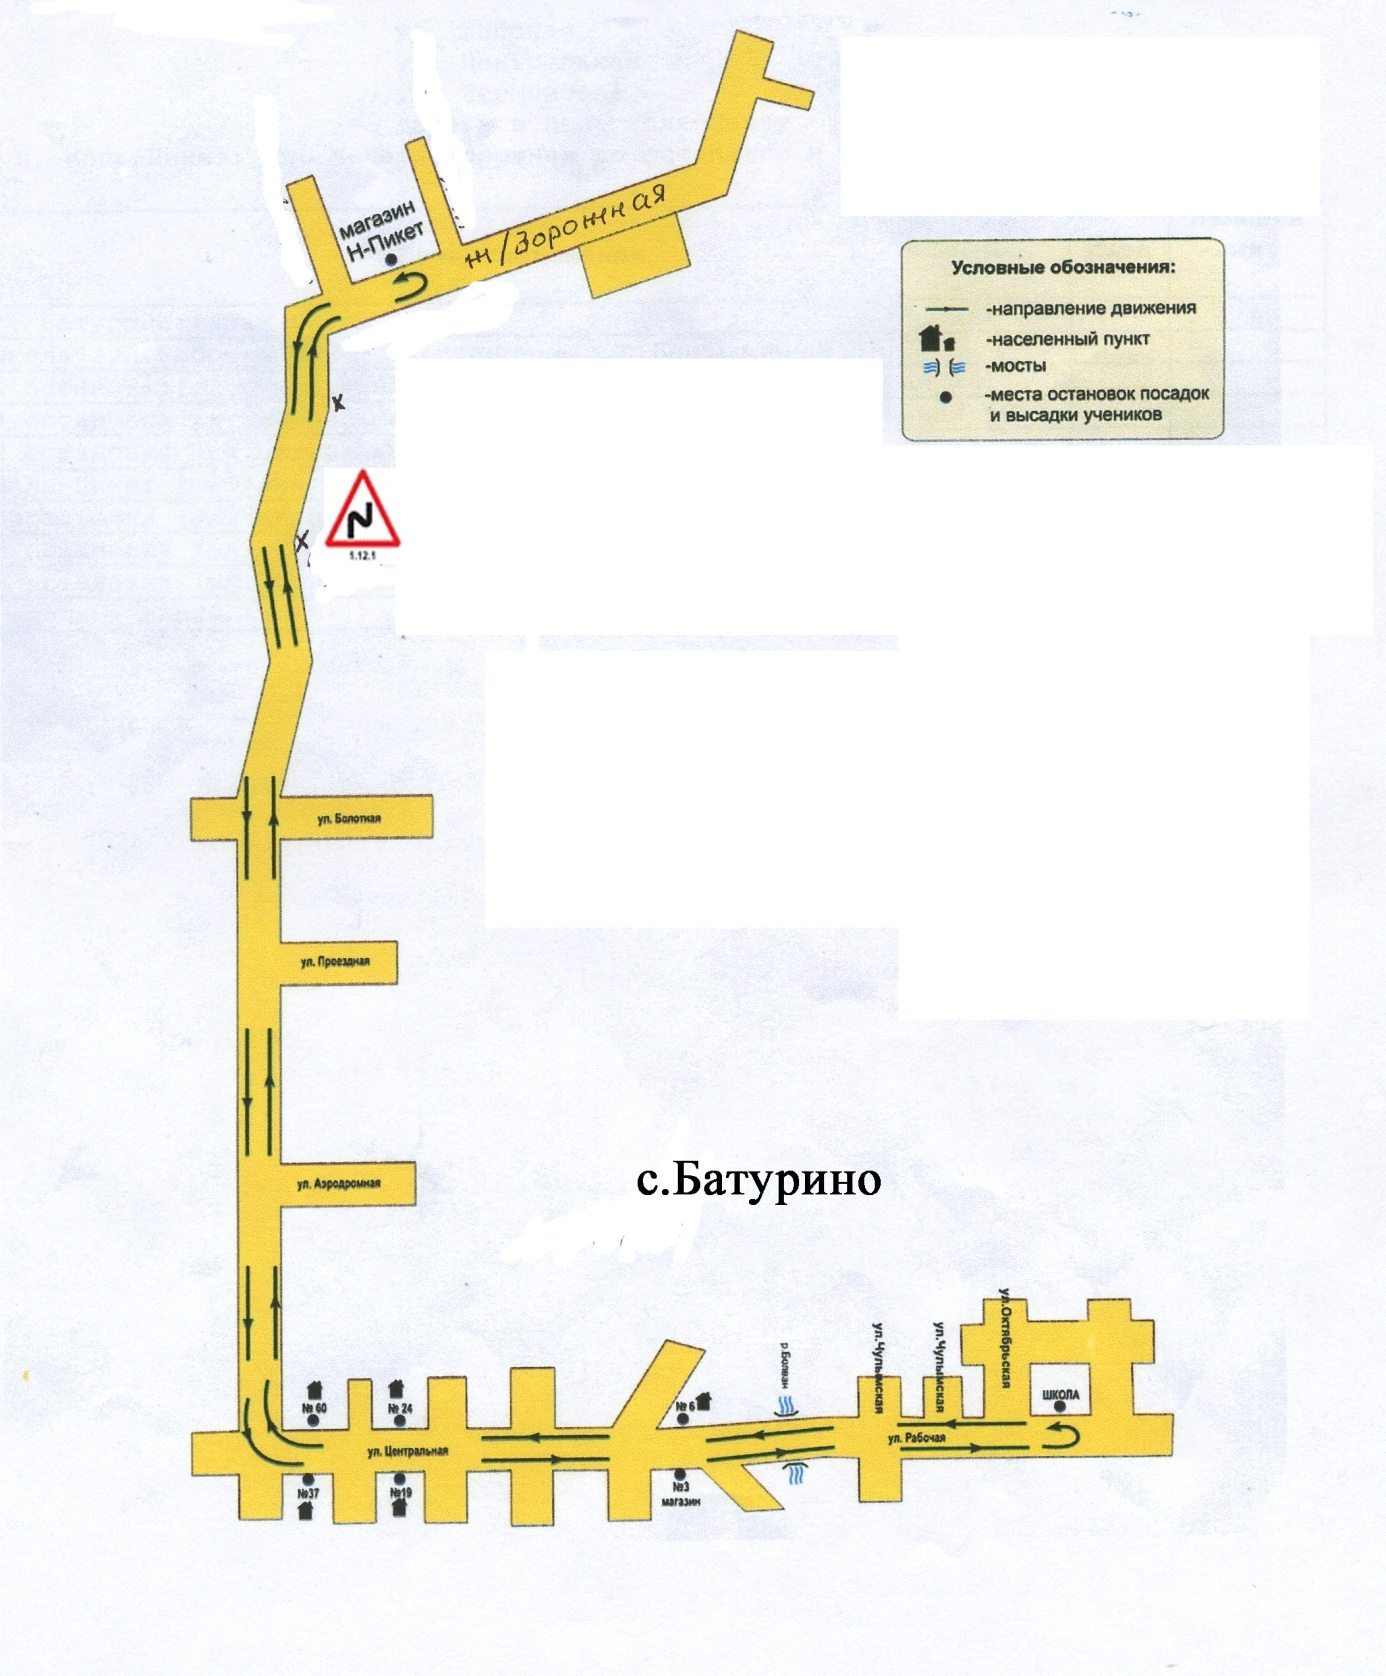 магазин
Н-Пикет
ж/Зорожная
Условные обозначения:
-направление движения
-населенный пункт
-мосты
-места остановок посадок
и высадки учеников
1.12.1
ул. Болотная
ул. Проездная
ул. Аэродромная
с.Батурино
ул.Октябрьская
ул.Чулымская
ул.Чулымская
р.Болван
ШКОЛА
№ 60
№ 24
№ 6
ул. Рабочая
ул. Центральная
№37
№19
№3
магазин